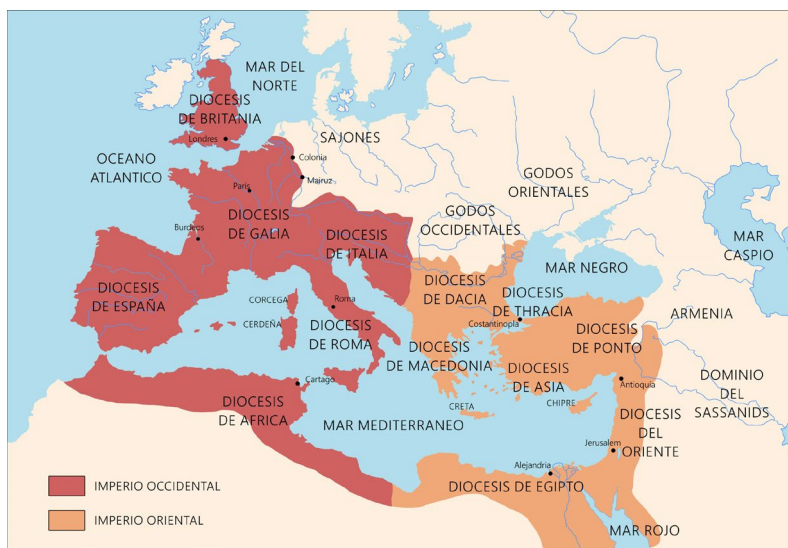 MAR DEL
NORTE
DIOCESIS
DE BRITANIA
Londres
SAJONES
OCEANO
ATLANTICO
Colonia
Mairuz
Paris
GODOS
ORIENTALES
GODOS
OCCIDENTALES
DIOCESIS
DE GALIA
Burdeos
DIOCESIS
DE ITALIA
MAR
CASPIO
MAR NEGRO
DIOCESIS
DE ESPAÑA
DIOCESIS
DE DACIA
DIOCESIS
DE THRACIA
Costantinopla
CORCEGA
Roma
CERDEÑA
DIOCESIS
DE ROMA
ARMENIA
DIOCESIS
DE PONTO
DIOCESIS
DE MACEDONIA
DIOCESIS
DE ASIA
Antioquia
DOMINIO
DEL
SASSANIDS
Cartago
DIOCESIS
DE AFRICA
CRETA
CHIPRE
MAR MEDITERRANEO
DIOCESIS
DEL
ORIENTE
Jerusalem
Alejandria
DIOCESIS DE EGIPTO
MAR ROJO
IMPERIO OCCIDENTAL
IMPERIO ORIENTAL